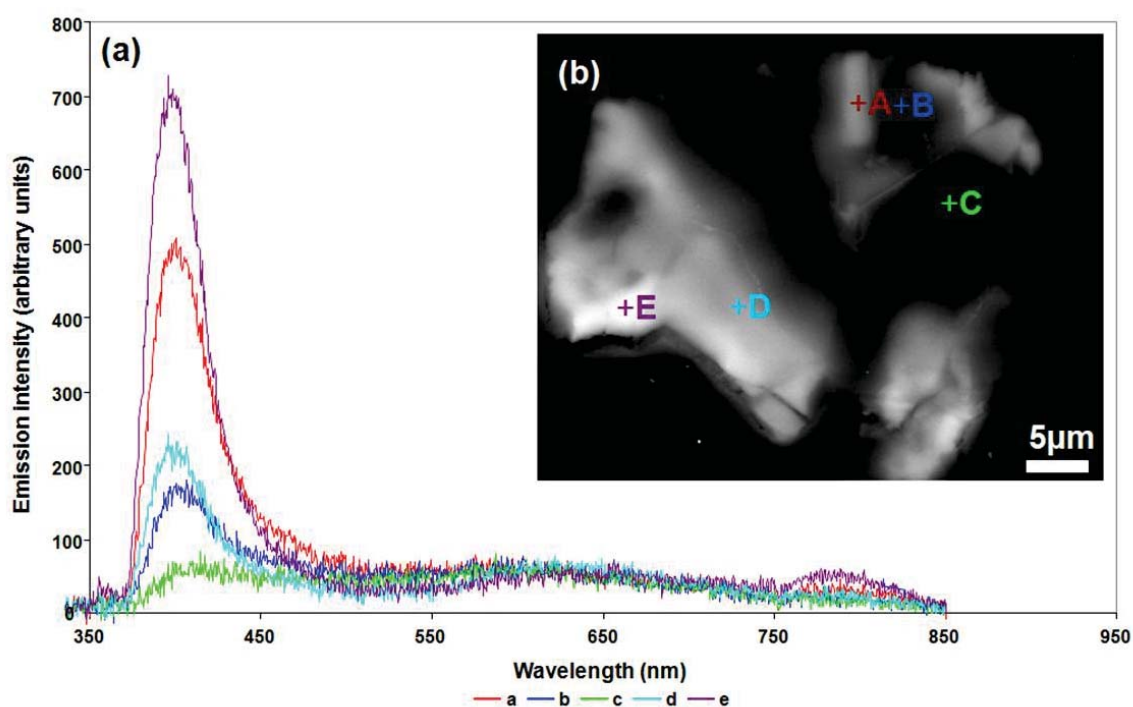 800
700
600
500
400
300
200
100
0
Emission intensity (arbitrary units)
(a)
(b)
+A+B
+C
+E
+D
5µm
350 450 550 650 750 850 950
Wavelength (nm)
a b c d e